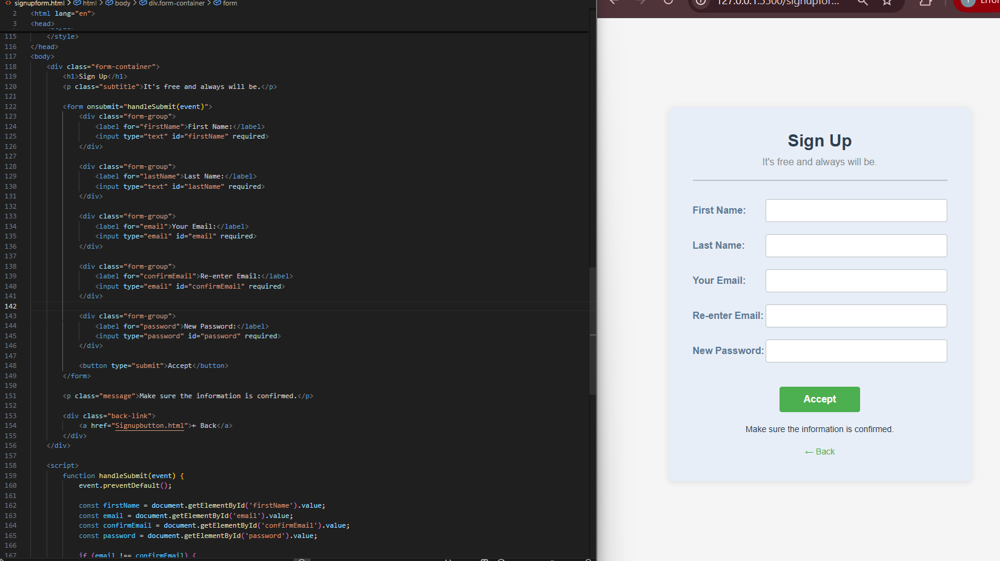 signupform.html > html > body > div.form-container > form
2 <html lang="en">
3 <head>
115 </style>
116 </head>
117 <body>
118 <div class="form-container">
119 <h1>Sign Up</h1>
120 <p class="subtitle">It's free and always will be.</p>
121
122 <form onsubmit="handleSubmit(event)">
123 <div class="form-group">
124 <label for="firstName">First Name:</label>
125 <input type="text" id="firstName" required>
126 </div>
127
128 <div class="form-group">
129 <label for="lastName">Last Name:</label>
130 <input type="text" id="lastName" required>
131 </div>
132
133 <div class="form-group">
134 <label for="email">Your Email:</label>
135 <input type="email" id="email" required>
136 </div>
137
138 <div class="form-group">
139 <label for="confirmEmail">Re-enter Email:</label>
140 <input type="email" id="confirmEmail" required>
141 </div>
142
143 <div class="form-group">
144 <label for="password">New Password:</label>
145 <input type="password" id="password" required>
146 </div>
147
148 <button type="submit">Accept</button>
149 </form>
150
151 <p class="message">Make sure the information is confirmed.</p>
152
153 <div class="back-link">
154 <a href="Signupbutton.html">← Back</a>
155 </div>
156 </div>
157
158 <script>
159 function handleSubmit(event) {
160 event.preventDefault();
161
162 const firstName = document.getElementById('firstName').value;
163 const email = document.getElementById('email').value;
164 const confirmEmail = document.getElementById('confirmEmail').value;
165 const password = document.getElementById('password').value;
166
167 if (email !== confirmEmail) {
127.0.0.1:5500/signupfor...
Sign Up
It's free and always will be.
First Name:
Last Name:
Your Email:
Re-enter Email:
New Password:
Accept
Make sure the information is confirmed.
← Back